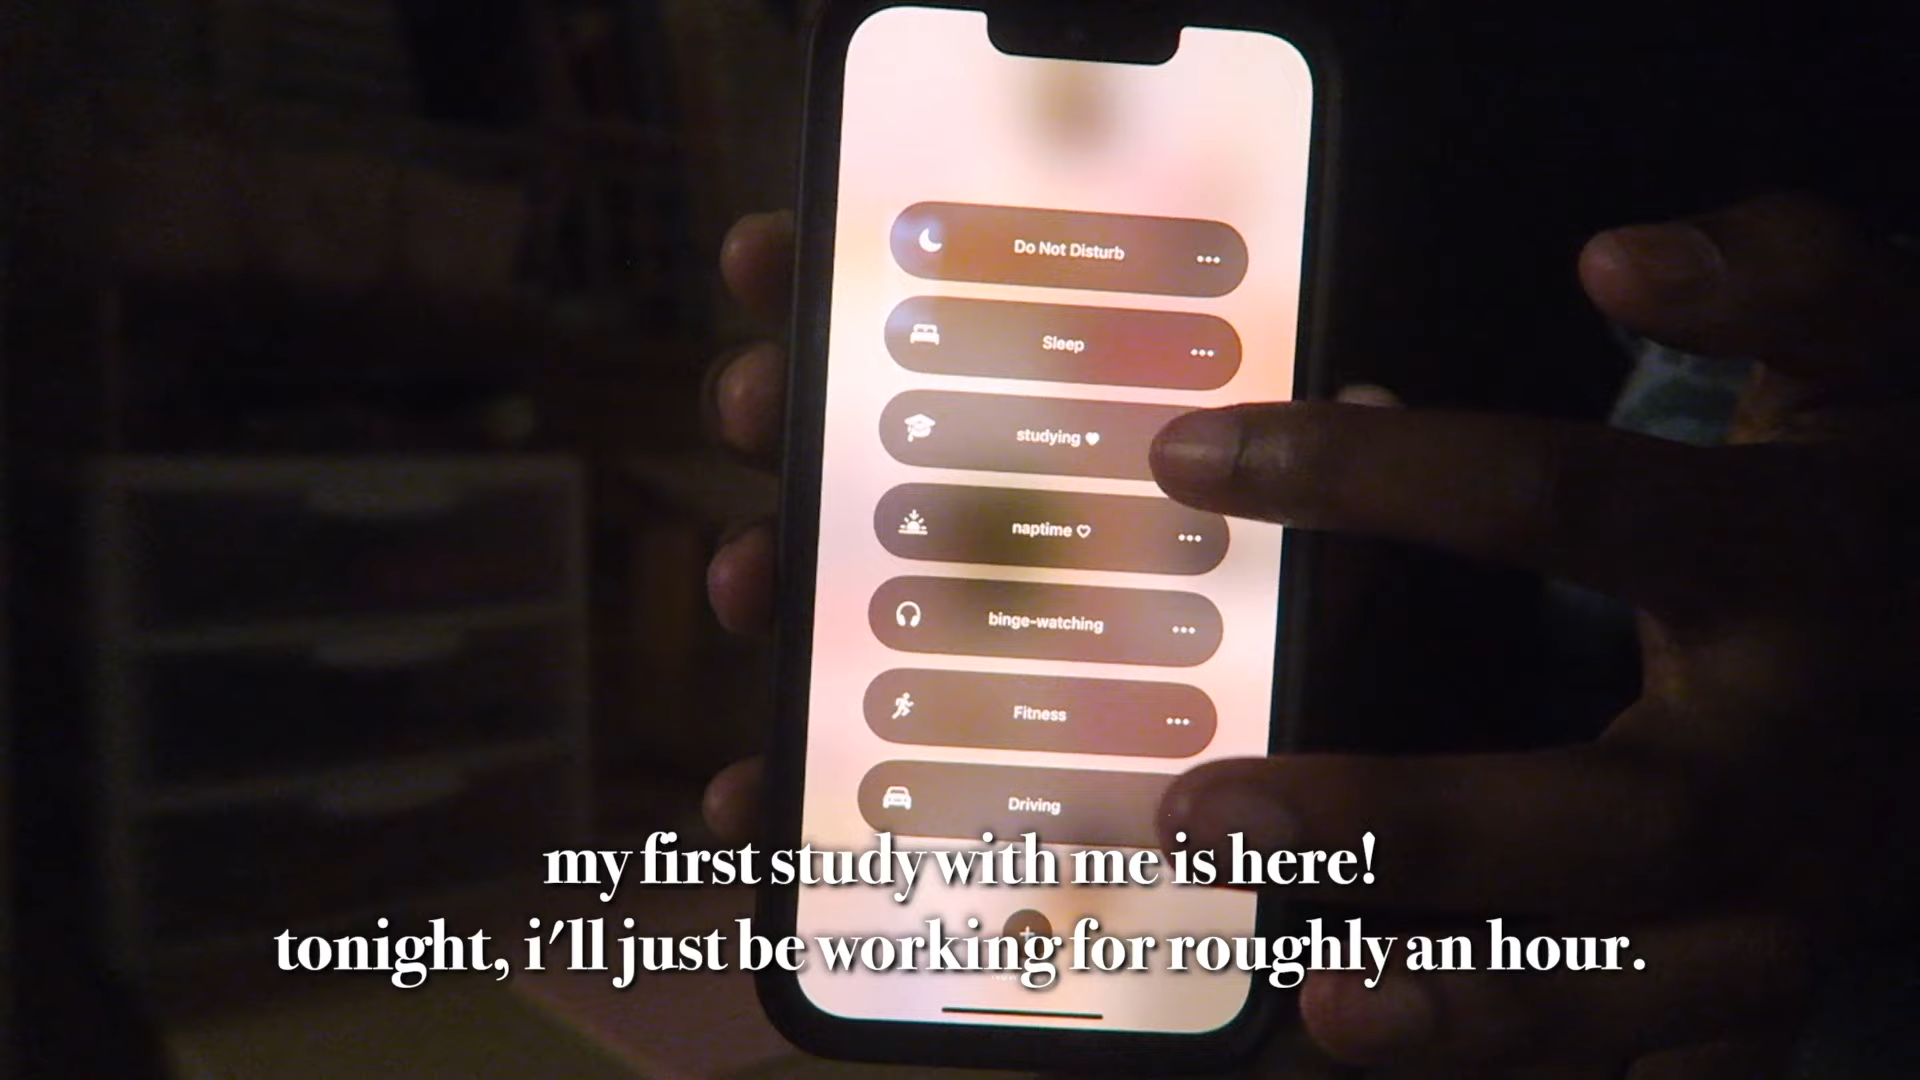 Do Not Disturb
Sleep
studying 🤍
naptime ♡
binge-watching
Fitness
Driving
my first study with me is here!
tonight, i'll just be working for roughly an hour.